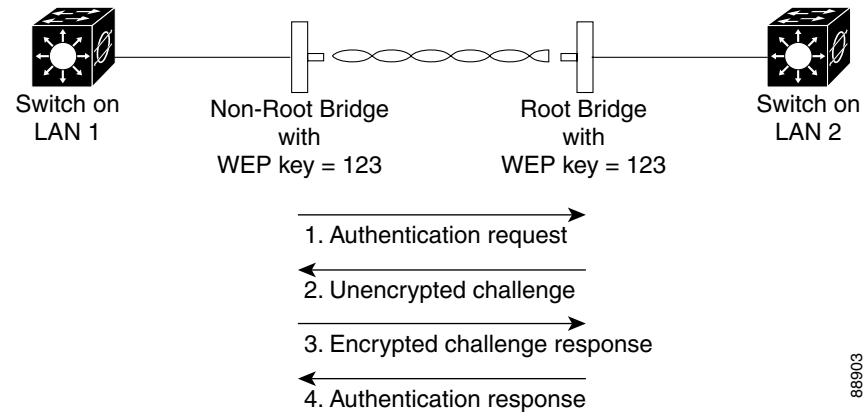 Switch on
LAN 1
Non-Root Bridge
with
WEP key = 123
Root Bridge
with
WEP key = 123
Switch on
LAN 2
1. Authentication request
2. Unencrypted challenge
3. Encrypted challenge response
4. Authentication response
88903